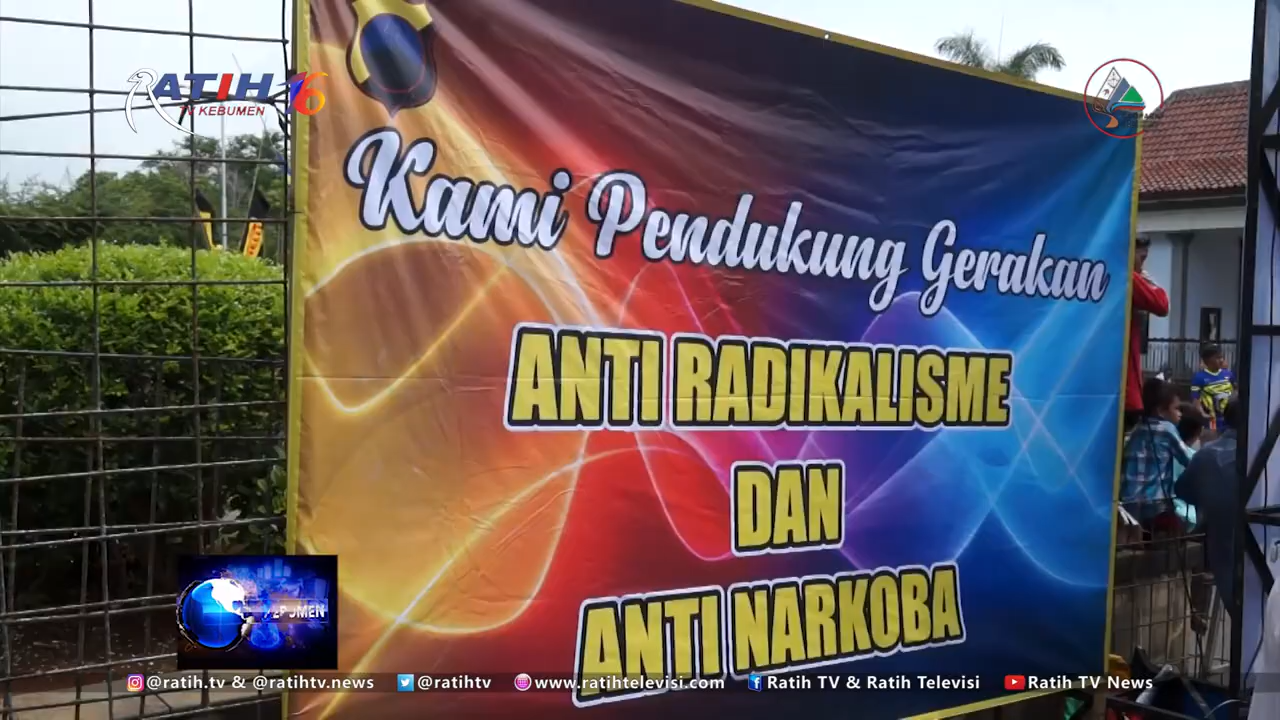 RATIH 16
TV KEBUMEN
Kami Pendukung Gerakan
ANTI RADIKALISME
DAN
ANTI NARKOBA
@ratih.tv & @ratihtv.news @ratihtv www.ratihtelevisi.com Ratih TV & Ratih Televisi Ratih TV News